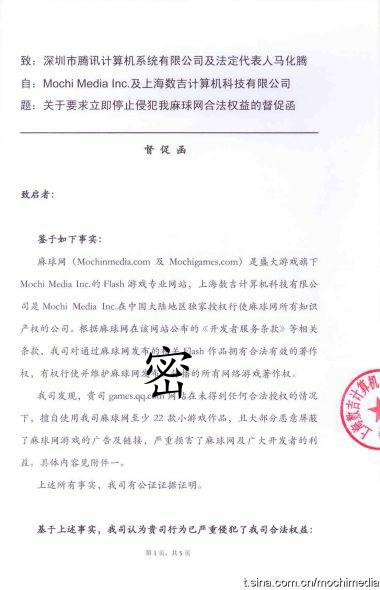 致：深圳市腾讯计算机系统有限公司及法定代表人马化腾
自：Mochi Media Inc.及上海数吉计算机科技有限公司
题：关于要求立即停止侵犯我麻球网合法权益的督促函
督 促 函
致启者：
鉴于如下事实：
麻球网（Mochinmedia.com 及 Mochigames.com）是盛大游戏旗下
Mochi Media Inc.的 Flash 游戏专业网站，上海数吉计算机科技有限公
司是 Mochi Media Inc.在中国大陆地区独家授权行使麻球网所有知识
产权的公司。根据麻球网在该网站公布的《开发者服务条款》等相关
条款，我司对通过麻球网发布的相关 Flash 作品拥有合法有效的著作
权，有权行使并维护麻球网发布的所有网络游戏著作权。
密
我司发现，贵司 games.qq.com 网站在未得到任何合法授权的情况
下，擅自使用我司麻球网至少 22 款小游戏作品，且大部分恶意屏蔽
了麻球网游戏的广告及链接，严重损害了麻球网及广大开发者的利
益。具体内容见附件一。
上述所有事实，我司有公证证据证明。
上海数吉计算机
基于上述事实，我司认为贵司行为已严重侵犯了我司合法权益：
第 1 页，共 5 页
t.sina.com.cn/mochimedia